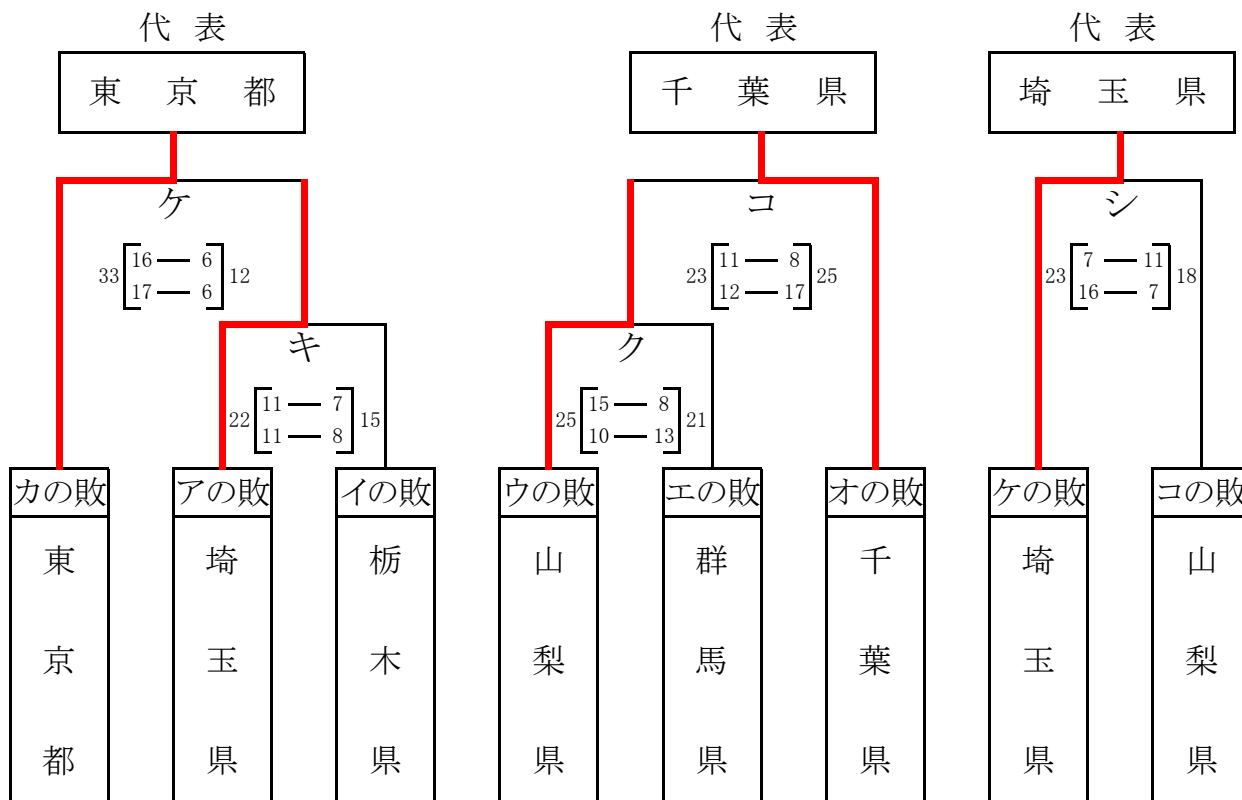 代表 代表 代表
東京都 千葉県 埼玉県
ケ コ シ
33 16 — 6 12
17 — 6
23 11 — 8 25
12 — 17
23 7 — 11 18
16 — 7
キ ク
22 11 — 7 15
11 — 8
25 15 — 8 21
10 — 13
カの敗 アの敗 イの敗 ウの敗 エの敗 オの敗 ケの敗 コの敗
東京都 埼玉県 栃木県 山梨県 群馬県 千葉県 埼玉県 山梨県